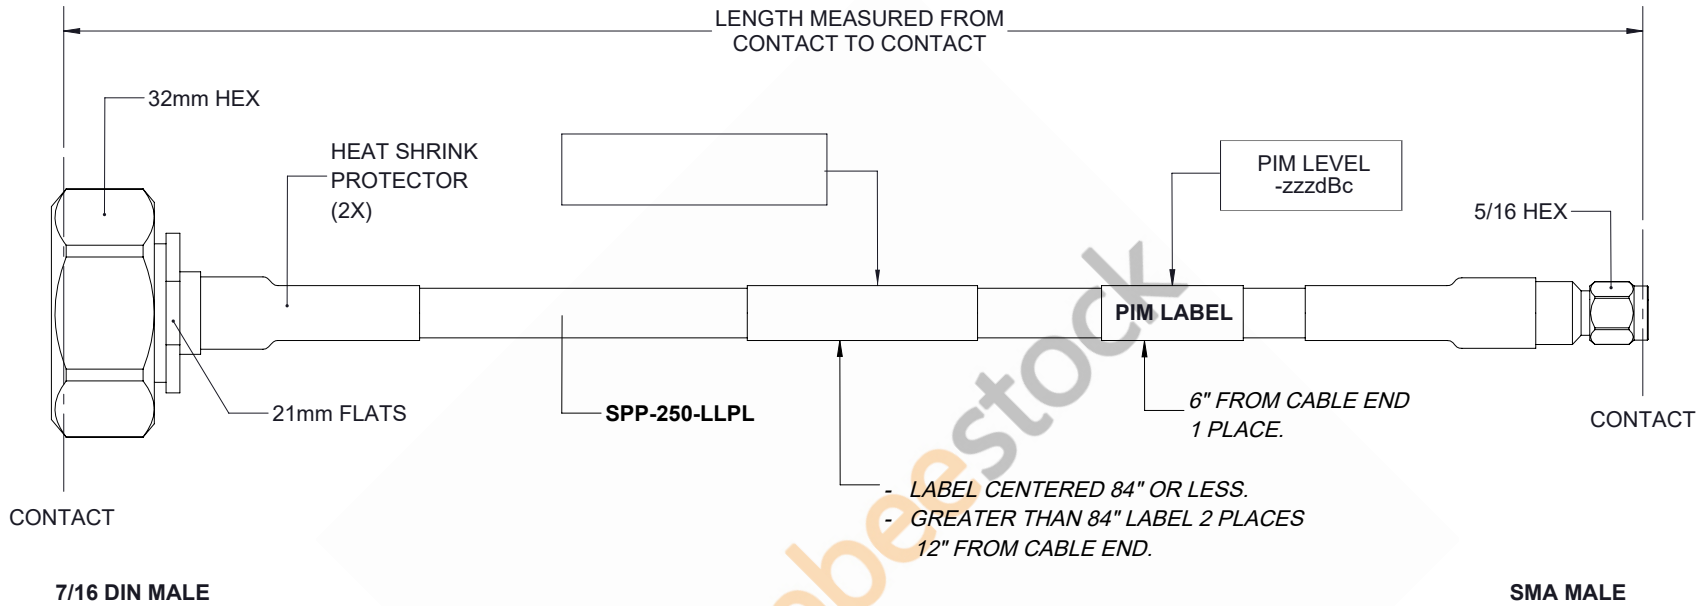 LENGTH MEASURED FROM
CONTACT TO CONTACT
32mm HEX
HEAT SHRINK
PROTECTOR
(2X)
PIM LEVEL
-zzzdBc
5/16 HEX
PIM LABEL
21mm FLATS
SPP-250-LLPL
6" FROM CABLE END
1 PLACE.
CONTACT
- LABEL CENTERED 84" OR LESS.
- GREATER THAN 84" LABEL 2 PLACES
12" FROM CABLE END.
CONTACT
7/16 DIN MALE
SMA MALE
obeestock